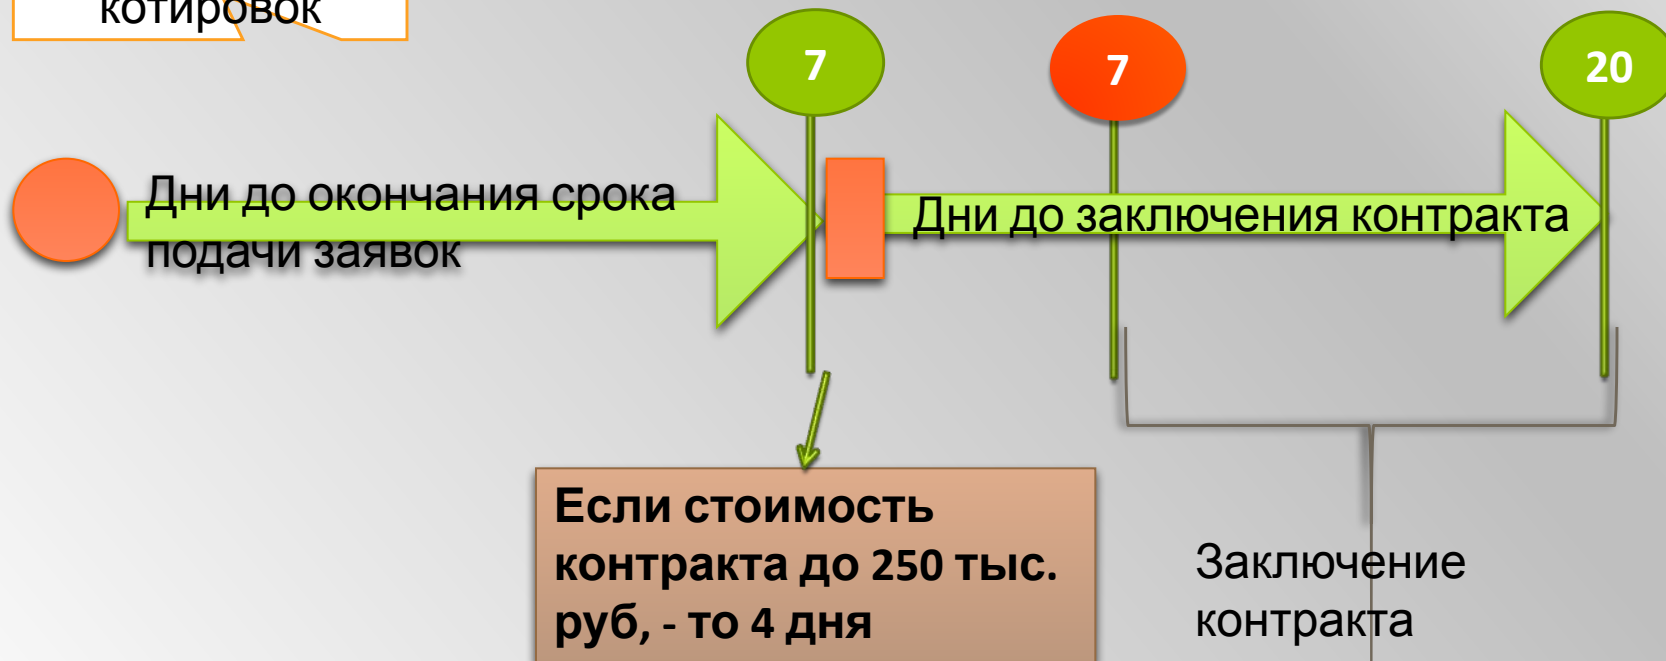 котировок
7
7
20
Дни до окончания срока
подачи заявок
Дни до заключения контракта
Если стоимость
контракта до 250 тыс.
руб, - то 4 дня
Заключение
контракта